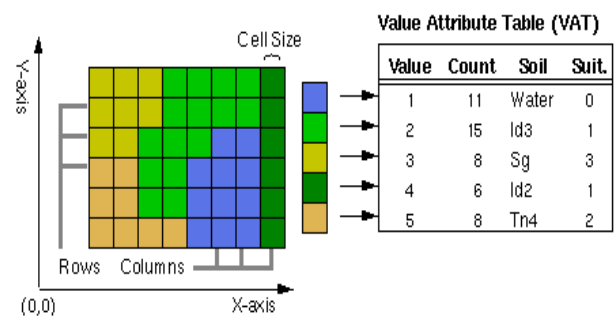 Value Attribute Table (VAT)
Cell Size
Y-axis
Value Count Soil Suit.
1 11 Water 0
2 15 Id3 1
3 8 Sg 3
4 6 Id2 1
5 8 Tn4 2
Rows Columns
(0,0) X-axis